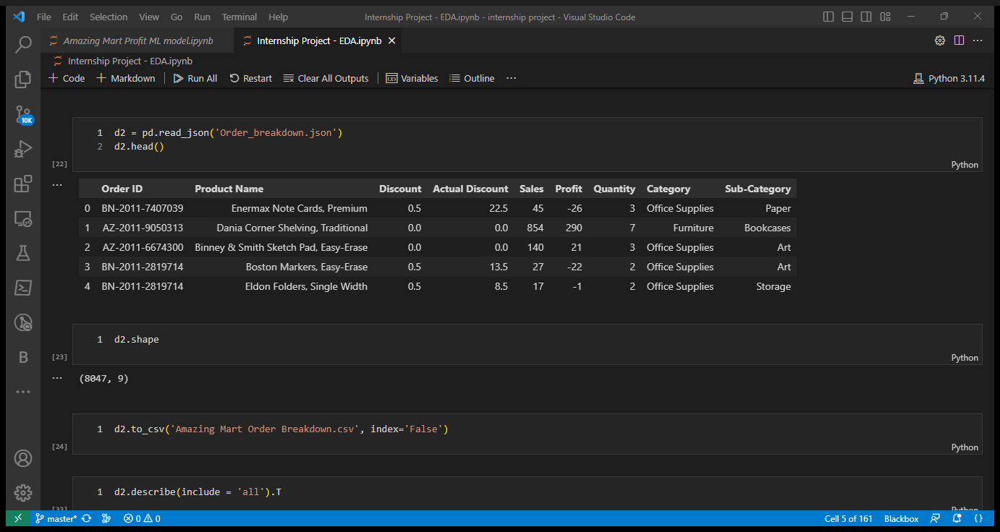 File Edit Selection View Go Run Terminal Help Internship Project - EDA.ipynb - internship project - Visual Studio Code
Amazing Mart Profit ML model.ipynb Internship Project - EDA.ipynb
Internship Project - EDA.ipynb
Code Markdown Run All Restart Clear All Outputs Variables Outline ... Python 3.11.4
10K
1 d2 = pd.read_json('Order_breakdown.json')
2 d2.head()
[22] Python
... Order ID Product Name Discount Actual Discount Sales Profit Quantity Category Sub-Category
0 BN-2011-7407039 Enermax Note Cards, Premium 0.5 22.5 45 -26 3 Office Supplies Paper
1 AZ-2011-9050313 Dania Corner Shelving, Traditional 0.0 0.0 854 290 7 Furniture Bookcases
2 AZ-2011-6674300 Binney & Smith Sketch Pad, Easy-Erase 0.0 0.0 140 21 3 Office Supplies Art
3 BN-2011-2819714 Boston Markers, Easy-Erase 0.5 13.5 27 -22 2 Office Supplies Art
4 BN-2011-2819714 Eldon Folders, Single Width 0.5 8.5 17 -1 2 Office Supplies Storage
1 d2.shape
[23] Python
... (8047, 9)
B
1 d2.to_csv('Amazing Mart Order Breakdown.csv', index='False')
[24] Python
1 d2.describe(include = 'all').T
[33] Python
master* 0 0 Cell 5 of 161 Blackbox